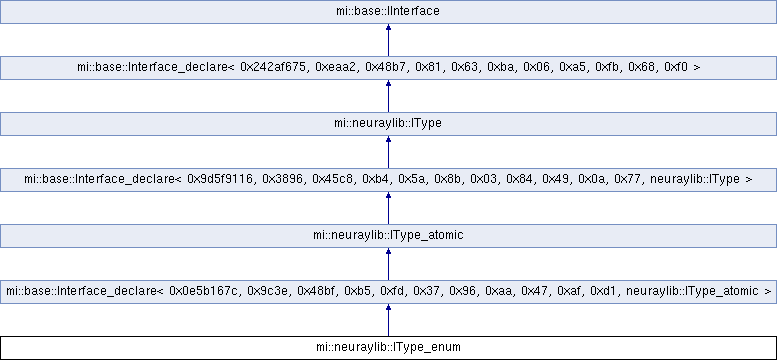 mi::base::IInterface
mi::base::Interface_declare< 0x242af675, 0xeaa2, 0x48b7, 0x81, 0x63, 0xba, 0x06, 0xa5, 0xfb, 0x68, 0xf0 >
mi::neuraylib::IType
mi::base::Interface_declare< 0x9d5f9116, 0x3896, 0x45c8, 0xb4, 0x5a, 0x8b, 0x03, 0x84, 0x49, 0x0a, 0x77, neuraylib::IType >
mi::neuraylib::IType_atomic
mi::base::Interface_declare< 0x0e5b167c, 0x9c3e, 0x48bf, 0xb5, 0xfd, 0x37, 0x96, 0xaa, 0x47, 0xaf, 0xd1, neuraylib::IType_atomic >
mi::neuraylib::IType_enum